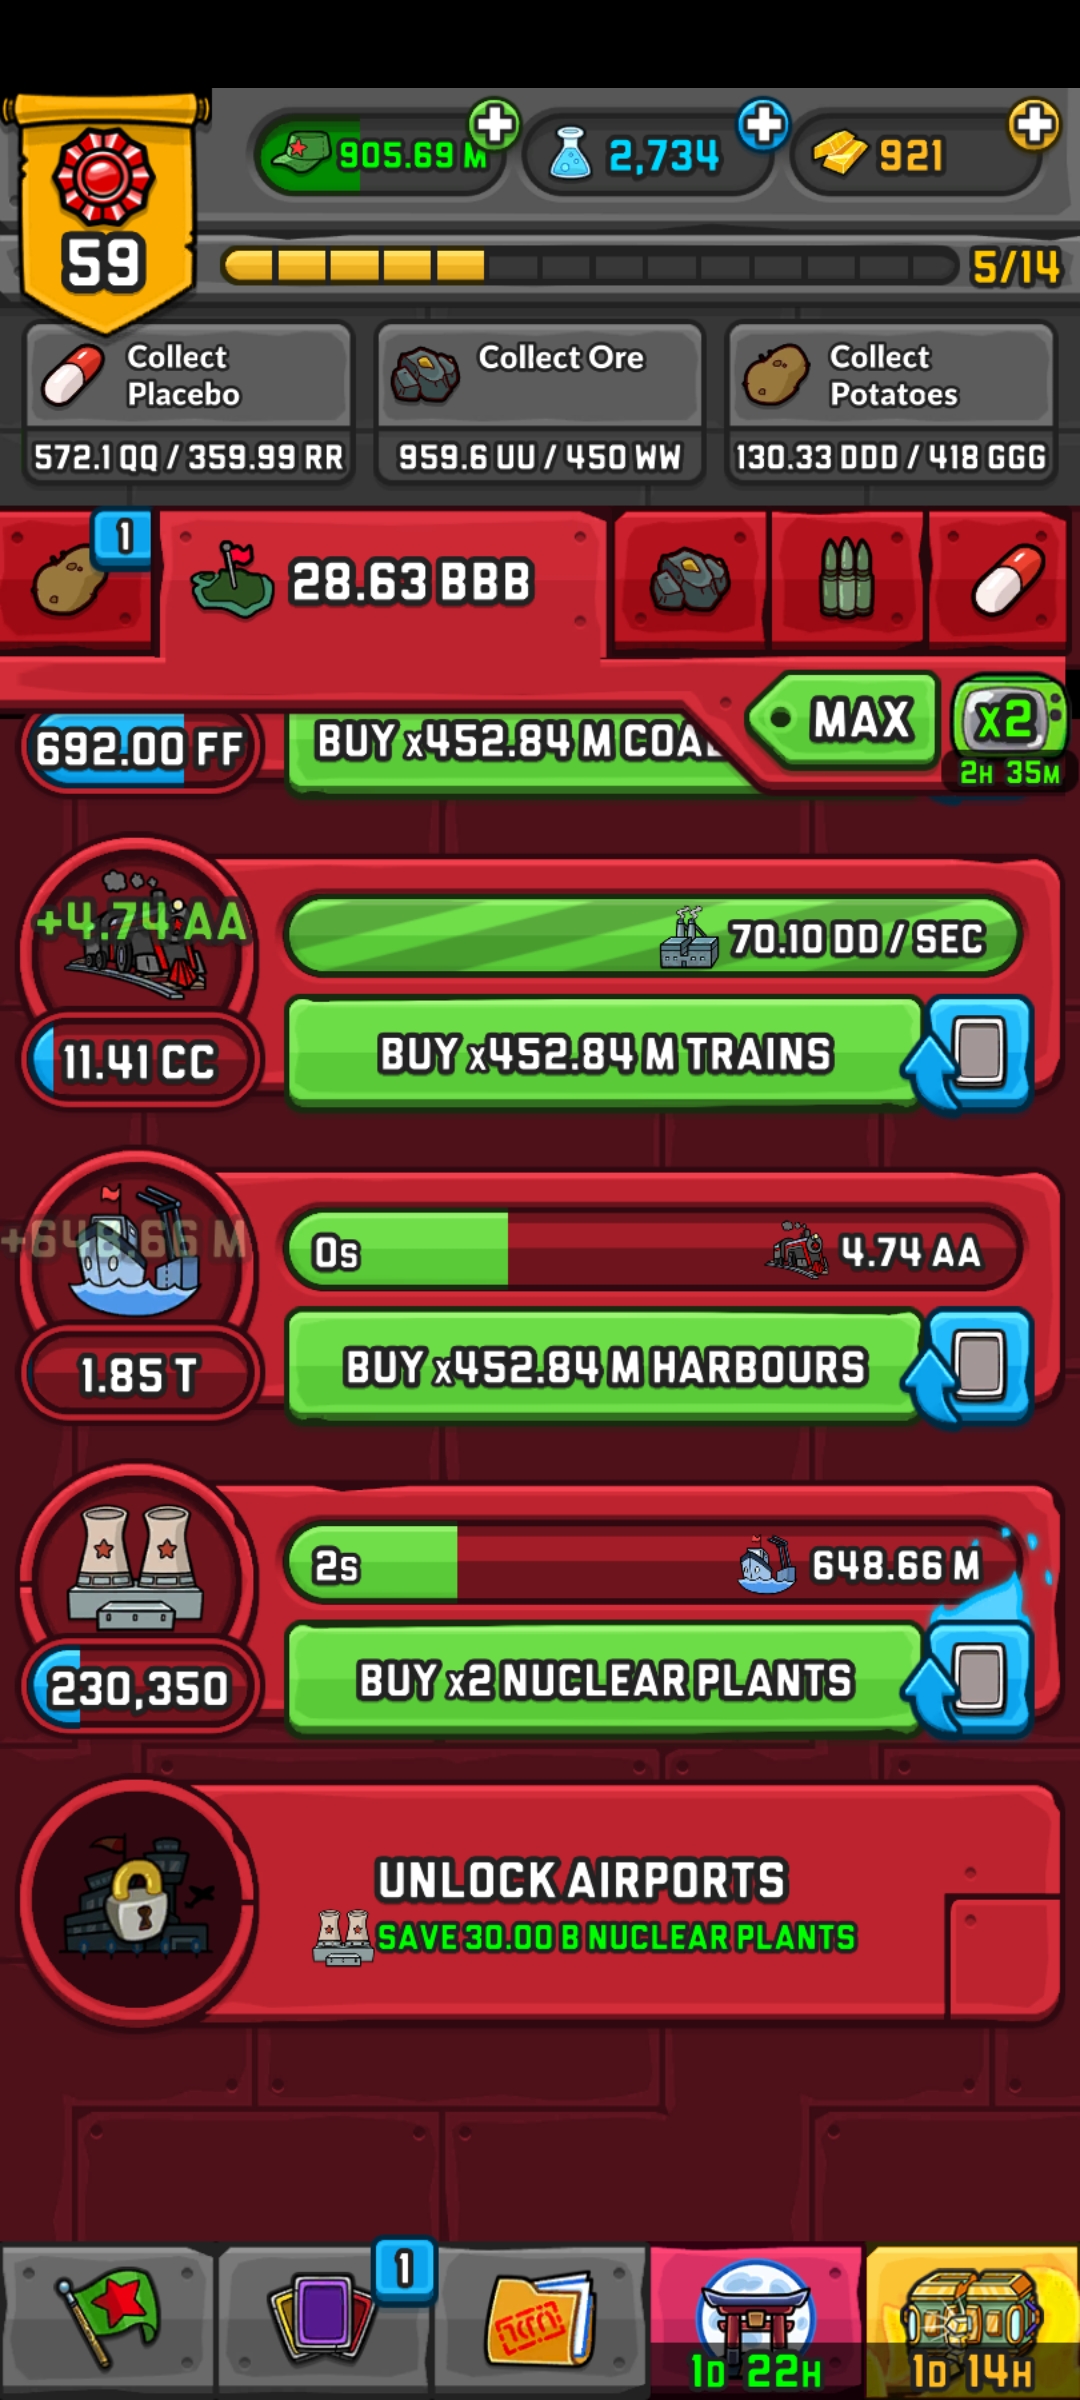 905.69 M
2,734
921
59
5/14
Collect
Placebo
572.1 QQ / 359.99 RR
Collect Ore
959.6 UU / 450 WW
Collect
Potatoes
130.33 DDD / 418 GGG
1
28.63 BBB
MAX
x2
2H 35M
692.00 FF
BUY x452.84 M COAL
+4.74 AA
70.10 DD / SEC
11.41 CC
BUY x452.84 M TRAINS
+648.66 M
0s
4.74 AA
1.85 T
BUY x452.84 M HARBOURS
2s
648.66 M
230,350
BUY x2 NUCLEAR PLANTS
UNLOCK AIRPORTS
SAVE 30.00 B NUCLEAR PLANTS
1
1D 22H
1D 14H